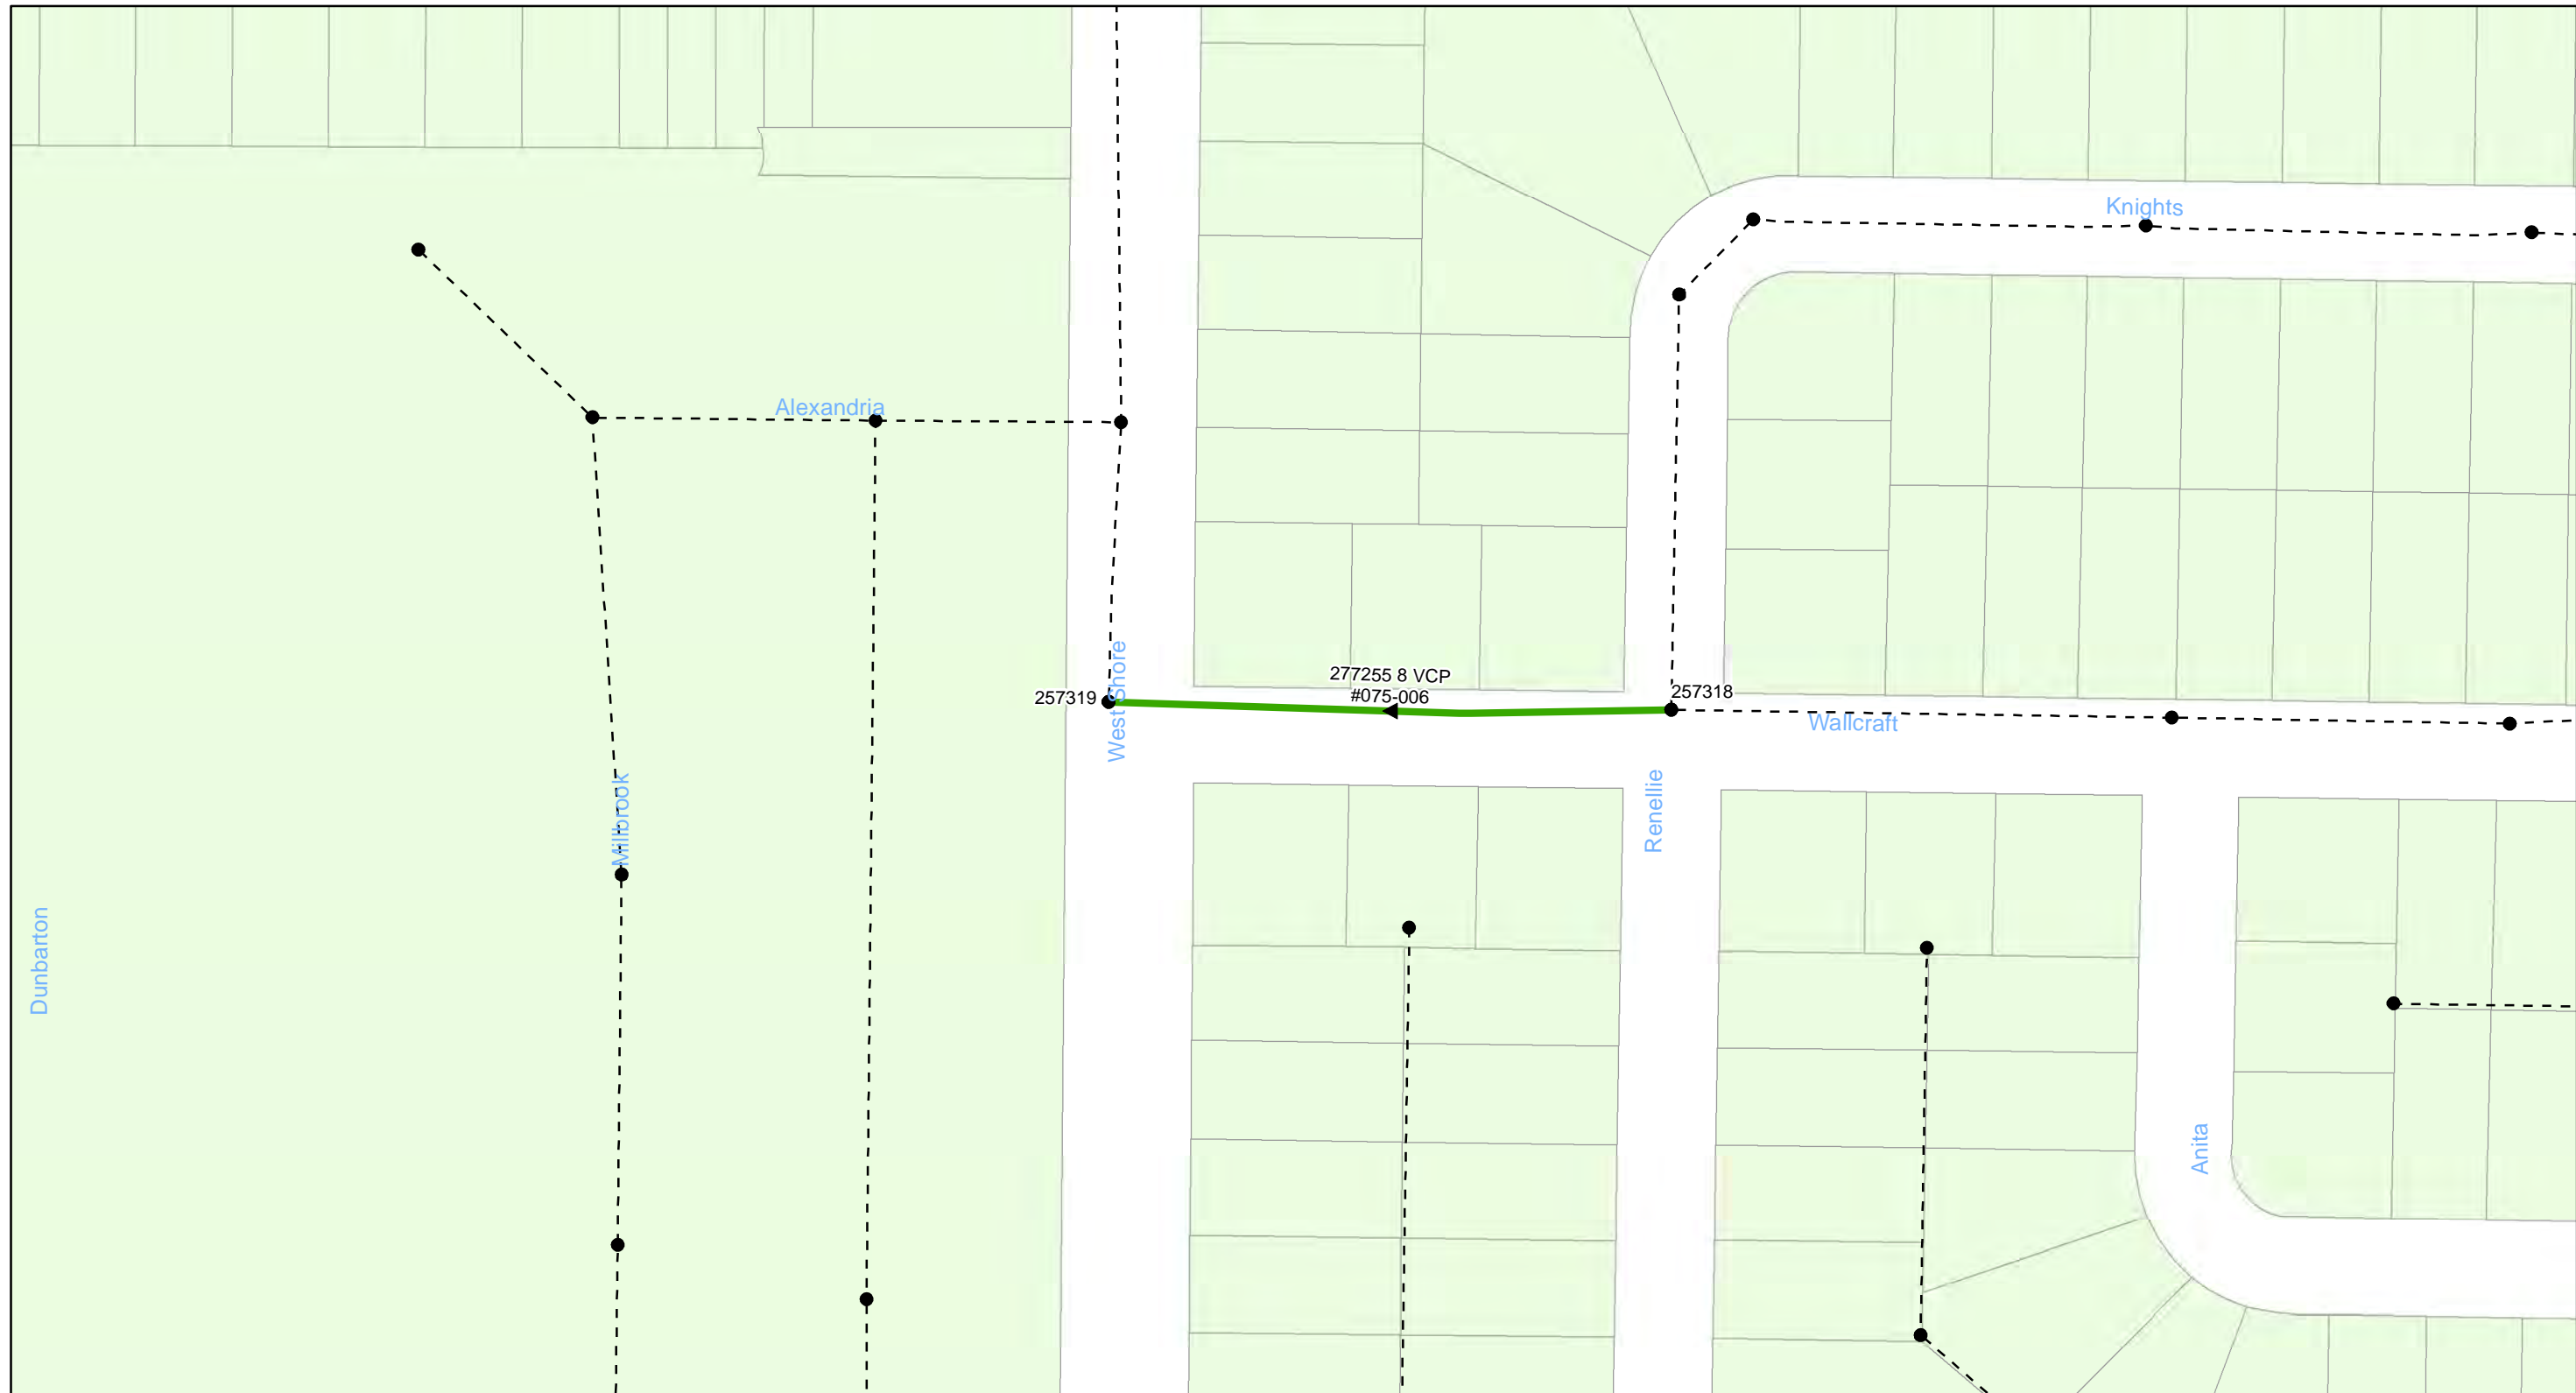 Knights
Alexandria
277255 8 VCP
#075-006
257319
257318
West Shore
Wallcraft
Millbrook
Renellie
Dunbarton
Anita